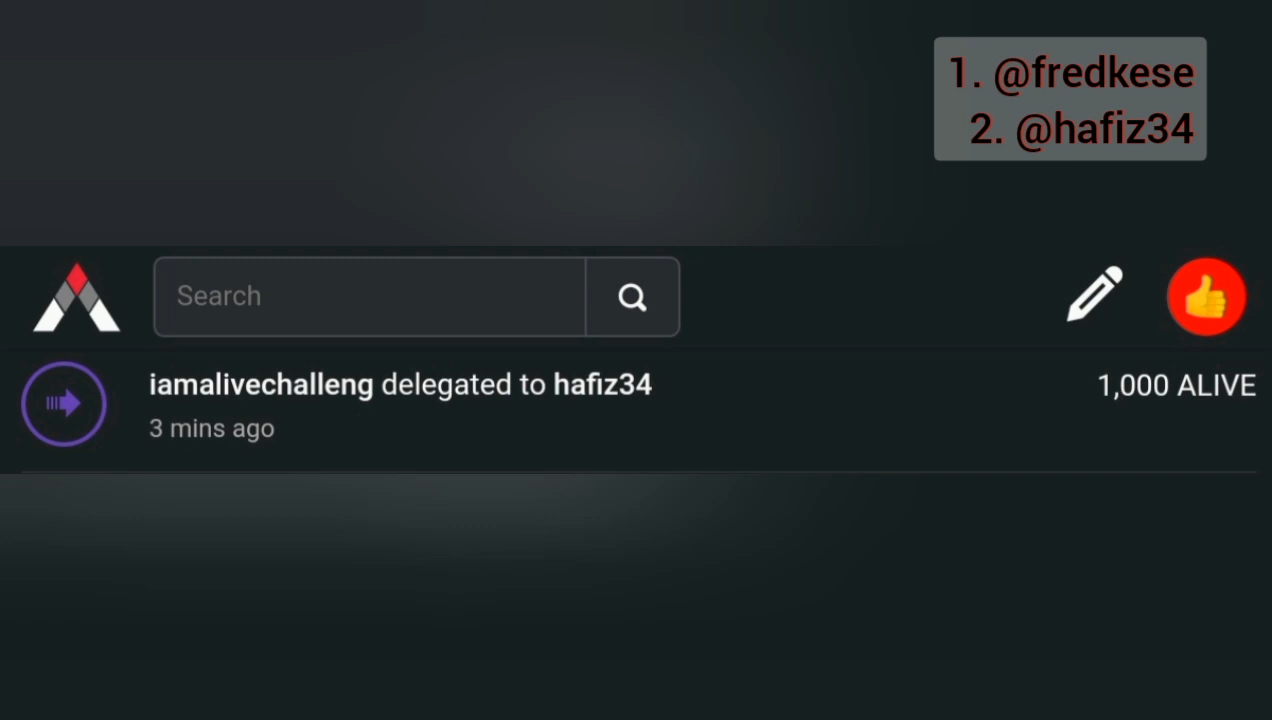 1. @fredkese
2. @hafiz34
Search
iamalivechalleng delegated to hafiz34
1,000 ALIVE
3 mins ago